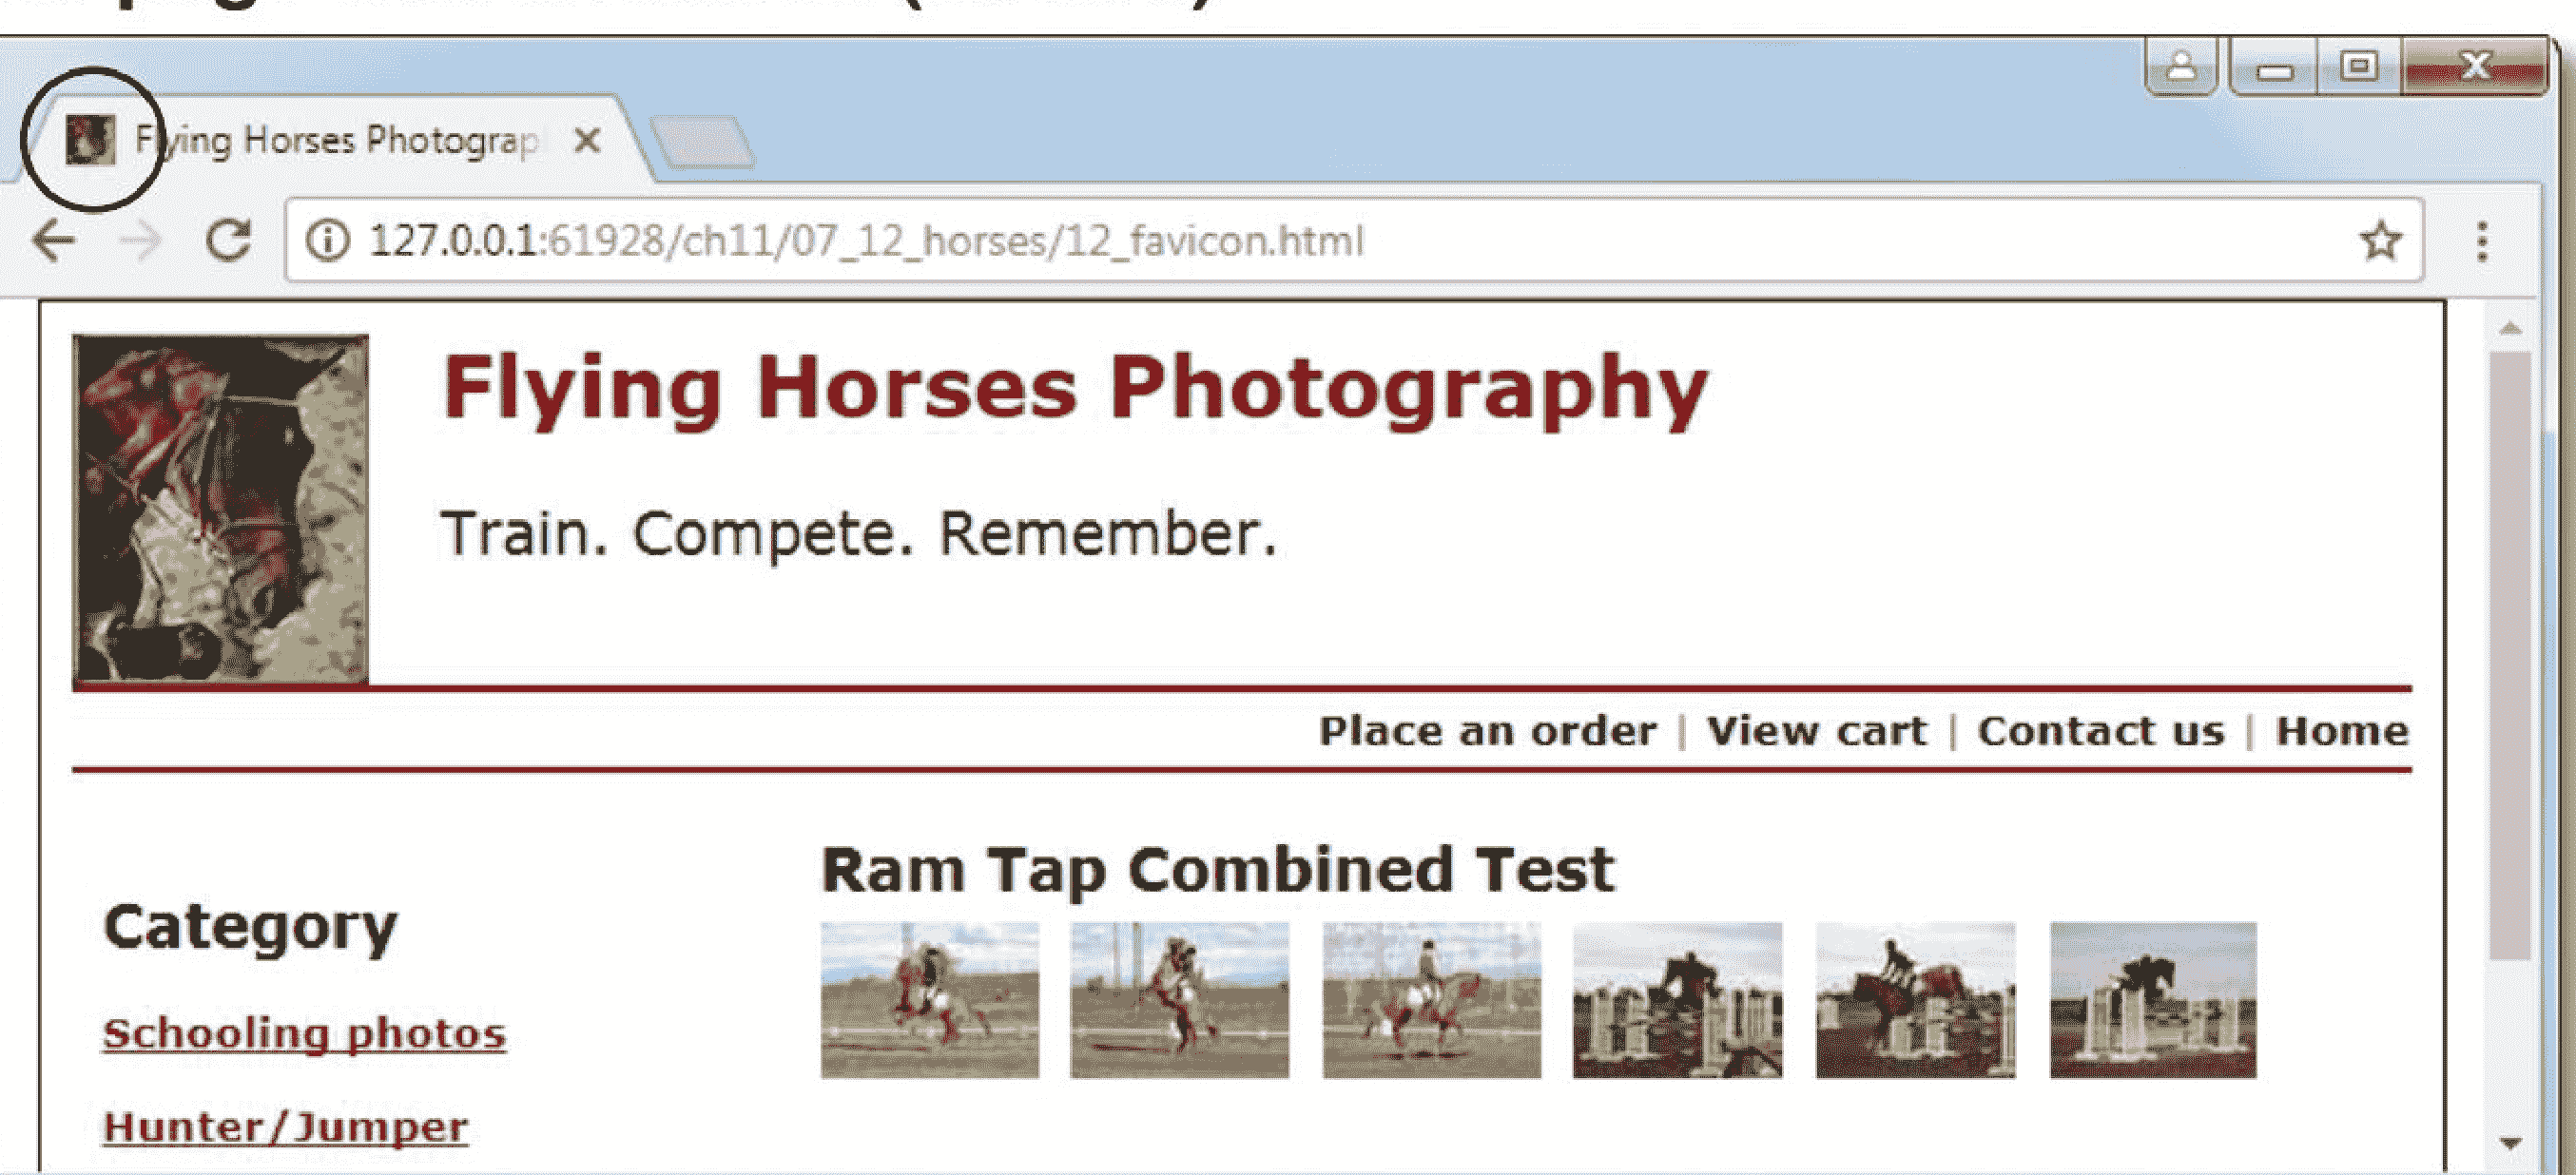 Flying Horses Photograp
127.0.0.1:61928/ch11/07_12_horses/12_favicon.html
Flying Horses Photography
Train. Compete. Remember.
Place an order | View cart | Contact us | Home
Ram Tap Combined Test
Category
Schooling photos
Hunter/Jumper